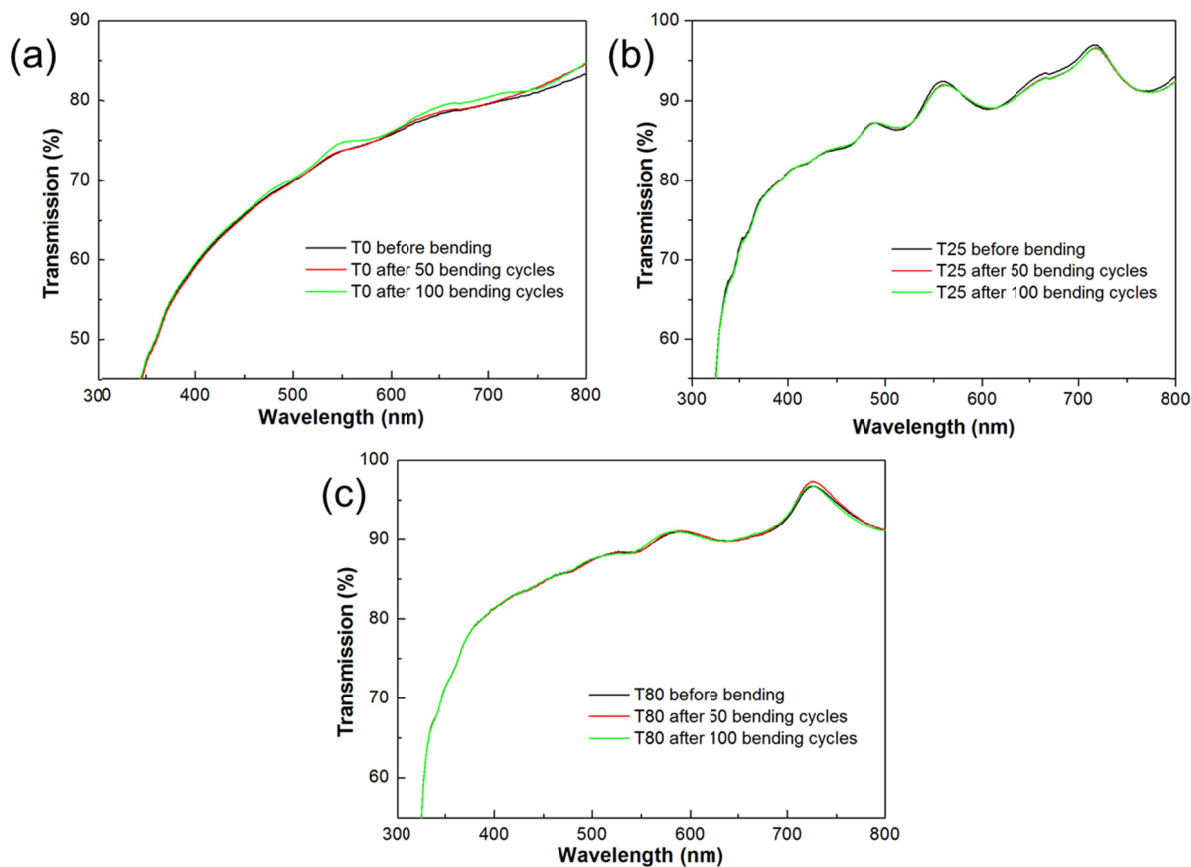 (a)
90
80
70
60
50
Transmission (%)
T0 before bending
T0 after 50 bending cycles
T0 after 100 bending cycles
300 400 500 600 700 800
Wavelength (nm)
(b)
100
90
80
70
60
Transmission (%)
T25 before bending
T25 after 50 bending cycles
T25 after 100 bending cycles
300 400 500 600 700 800
Wavelength (nm)
(c)
100
90
80
70
60
Transmission (%)
T80 before bending
T80 after 50 bending cycles
T80 after 100 bending cycles
300 400 500 600 700 800
Wavelength (nm)